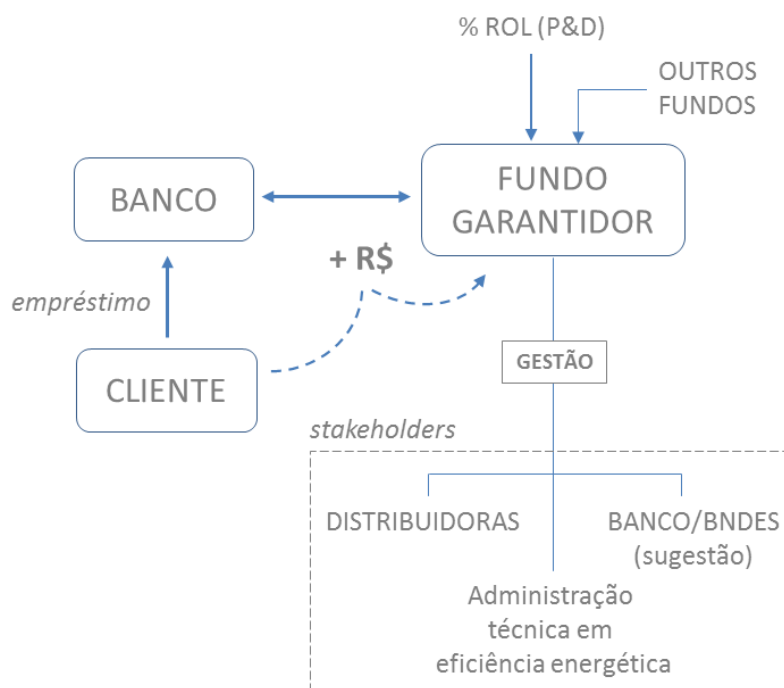 % ROL (P&D)
OUTROS
FUNDOS
BANCO
FUNDO
GARANTIDOR
+ R$
empréstimo
CLIENTE
GESTÃO
stakeholders
DISTRIBUIDORAS
BANCO/BNDES
(sugestão)
Administração
técnica em
eficiência energética